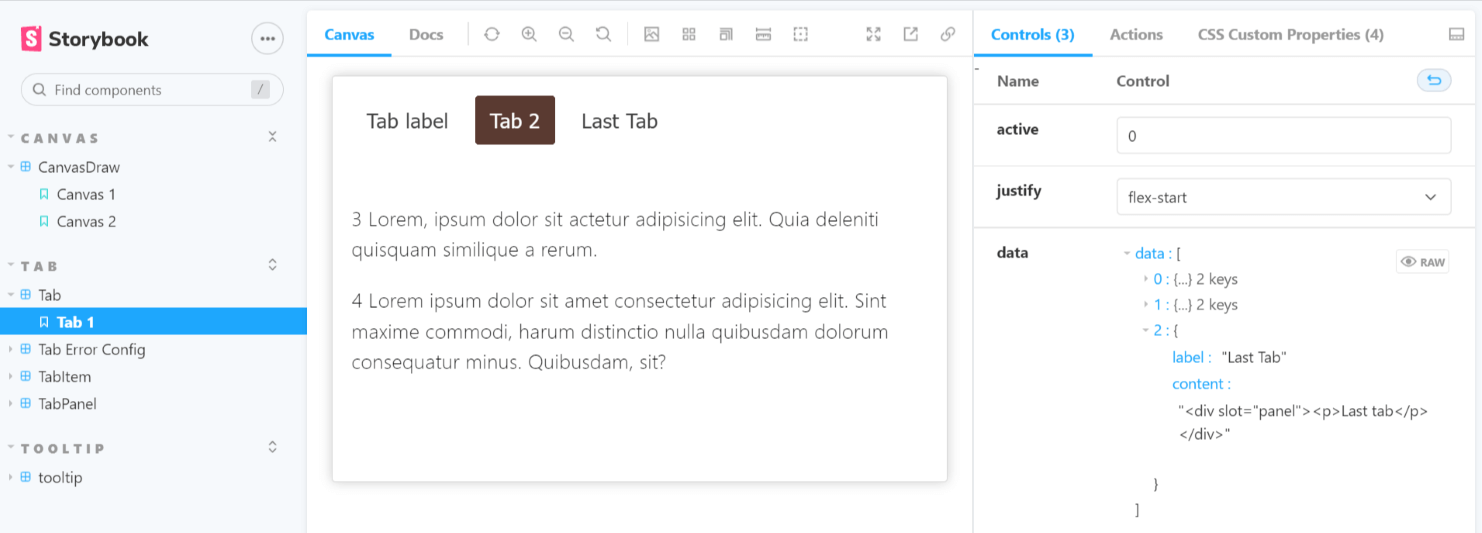 Storybook
Find components /
CANVAS
CanvasDraw
Canvas 1
Canvas 2
TAB
Tab
Tab 1
Tab Error Config
TabItem
TabPanel
TOOLTIP
tooltip
Canvas Docs
Tab label Tab 2 Last Tab
3 Lorem, ipsum dolor sit actetur adipisicing elit. Quia deleniti
quisquam similique a rerum.
4 Lorem ipsum dolor sit amet consectetur adipisicing elit. Sint
maxime commodi, harum distinctio nulla quibusdam dolorum
consequatur minus. Quibusdam, sit?
Controls (3) Actions CSS Custom Properties (4)
Name Control
active 0
justify flex-start
data data : [
RAW
0 : {...} 2 keys
1 : {...} 2 keys
2 : {
label : "Last Tab"
content :
"<div slot="panel"><p>Last tab</p>
</div>"
}
]